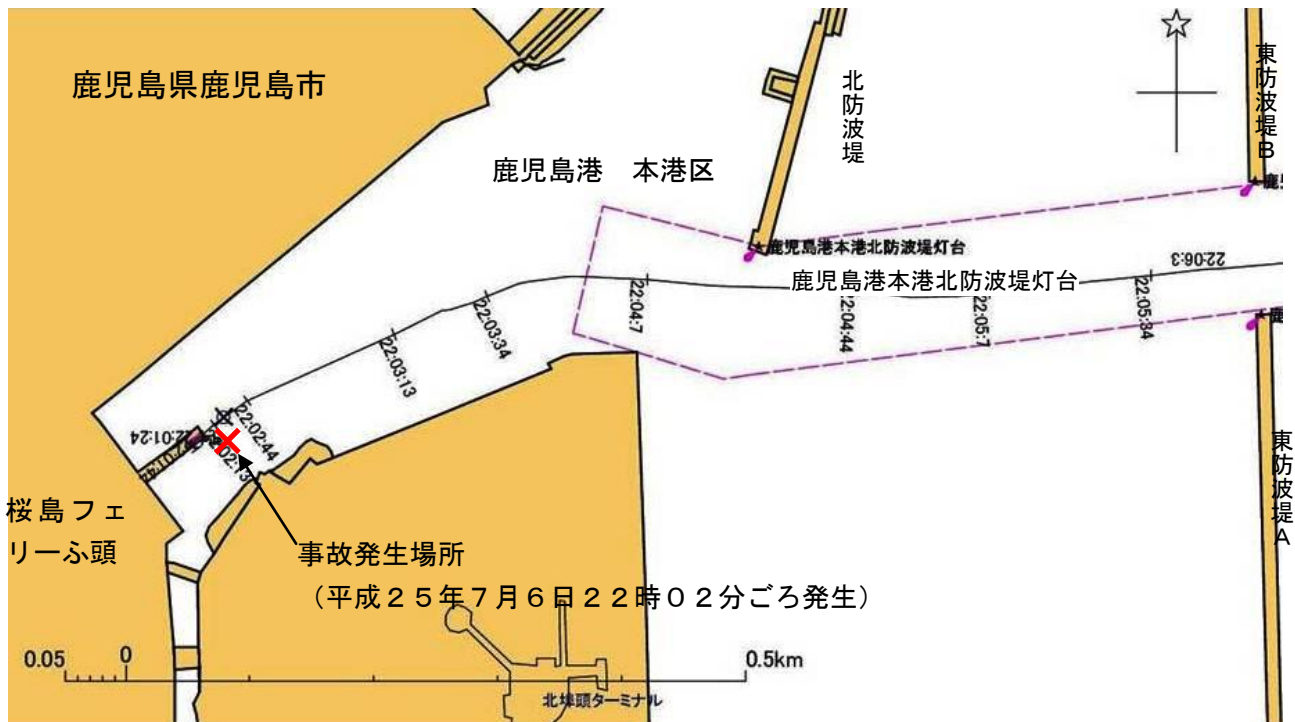 鹿児島県鹿児島市
北防波堤
東防波堤B
鹿児島港 本港区
鹿児島港本港北防波堤灯台
鹿児島港本港北防波堤灯台
22:06:3
22:05:34
22:05:7
22:04:44
22:04:7
22:03:34
22:03:13
22:02:44
22:02:13
22:01:24
東防波堤A
桜島フェ
リーふ頭
事故発生場所
(平成25年7月6日22時02分ごろ発生)
0.05
0
0.5km
北埠頭ターミナル